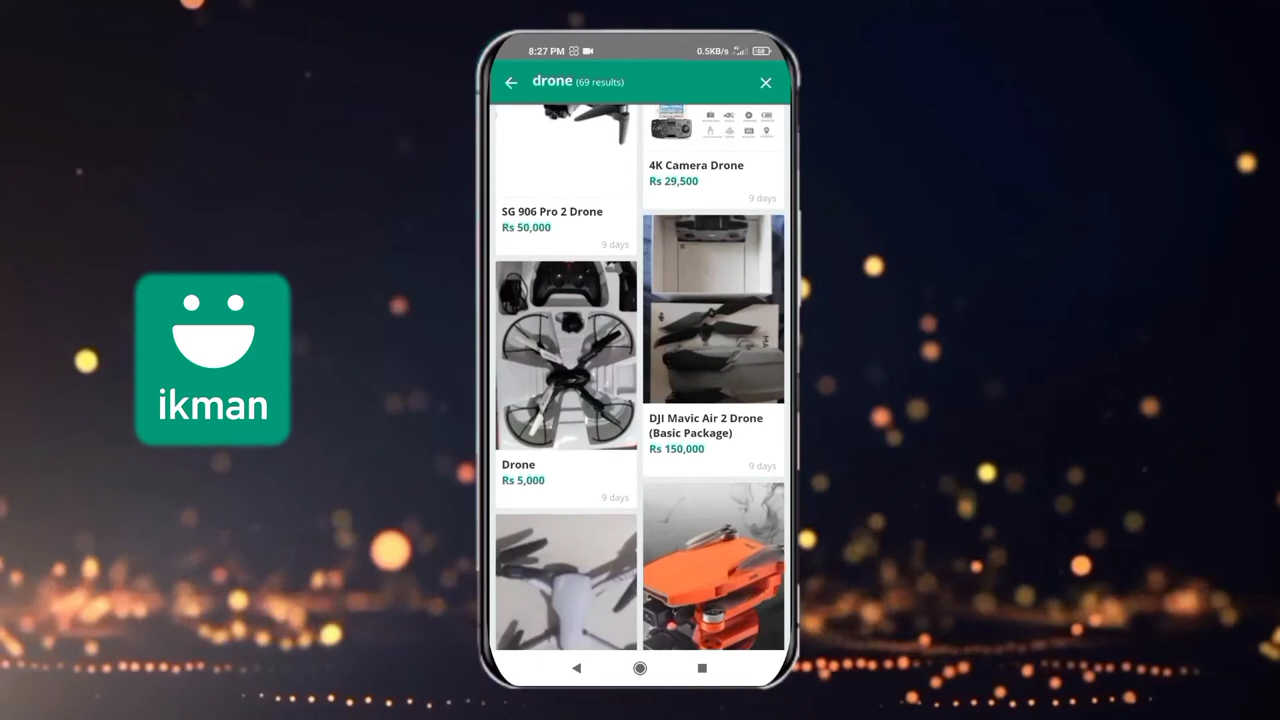 8:27 PM
0.5KB/s
68
drone (69 results)
SG 906 Pro 2 Drone
Rs 50,000
9 days
4K Camera Drone
Rs 29,500
9 days
Drone
Rs 5,000
9 days
DJI Mavic Air 2 Drone
(Basic Package)
Rs 150,000
9 days
ikman